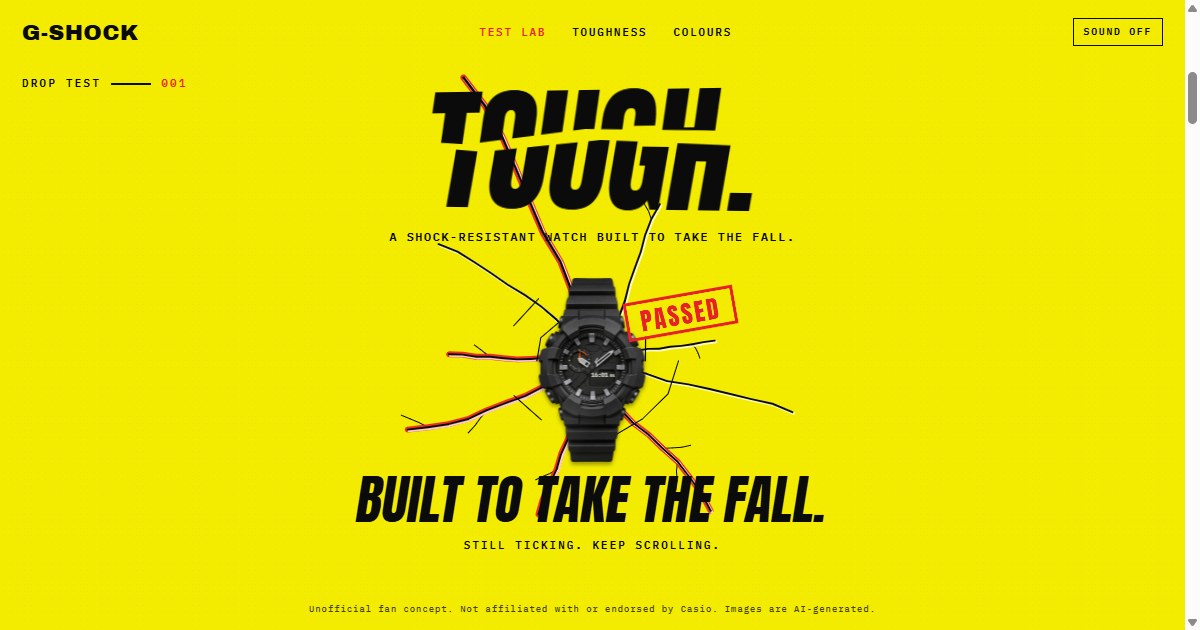 G-SHOCK
TEST LAB
TOUGHNESS
COLOURS
SOUND OFF
DROP TEST
001
TOUGH.
A SHOCK-RESISTANT WATCH BUILT TO TAKE THE FALL.
PASSED
BUILT TO TAKE THE FALL.
STILL TICKING. KEEP SCROLLING.
Unofficial fan concept. Not affiliated with or endorsed by Casio. Images are AI-generated.